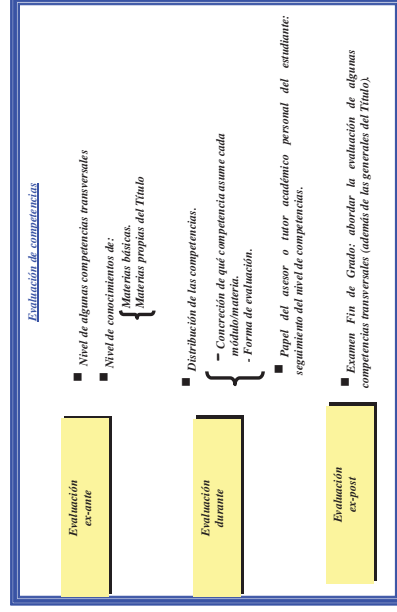 Evaluación de competencias
Evaluación
ex-ante
■ Nivel de algunas competencias transversales
■ Nivel de conocimientos de:
Materias básicas.
Materias propias del Título
Evaluación
durante
■ Distribución de las competencias.
- Concreción de qué competencia asume cada
módulo/materia.
- Forma de evaluación.
■ Papel del asesor o tutor académico personal del estudiante:
seguimiento del nivel de competencias.
Evaluación
ex-post
■ Examen Fin de Grado: abordar la evaluación de algunas
competencias transversales (además de las generales del Título).